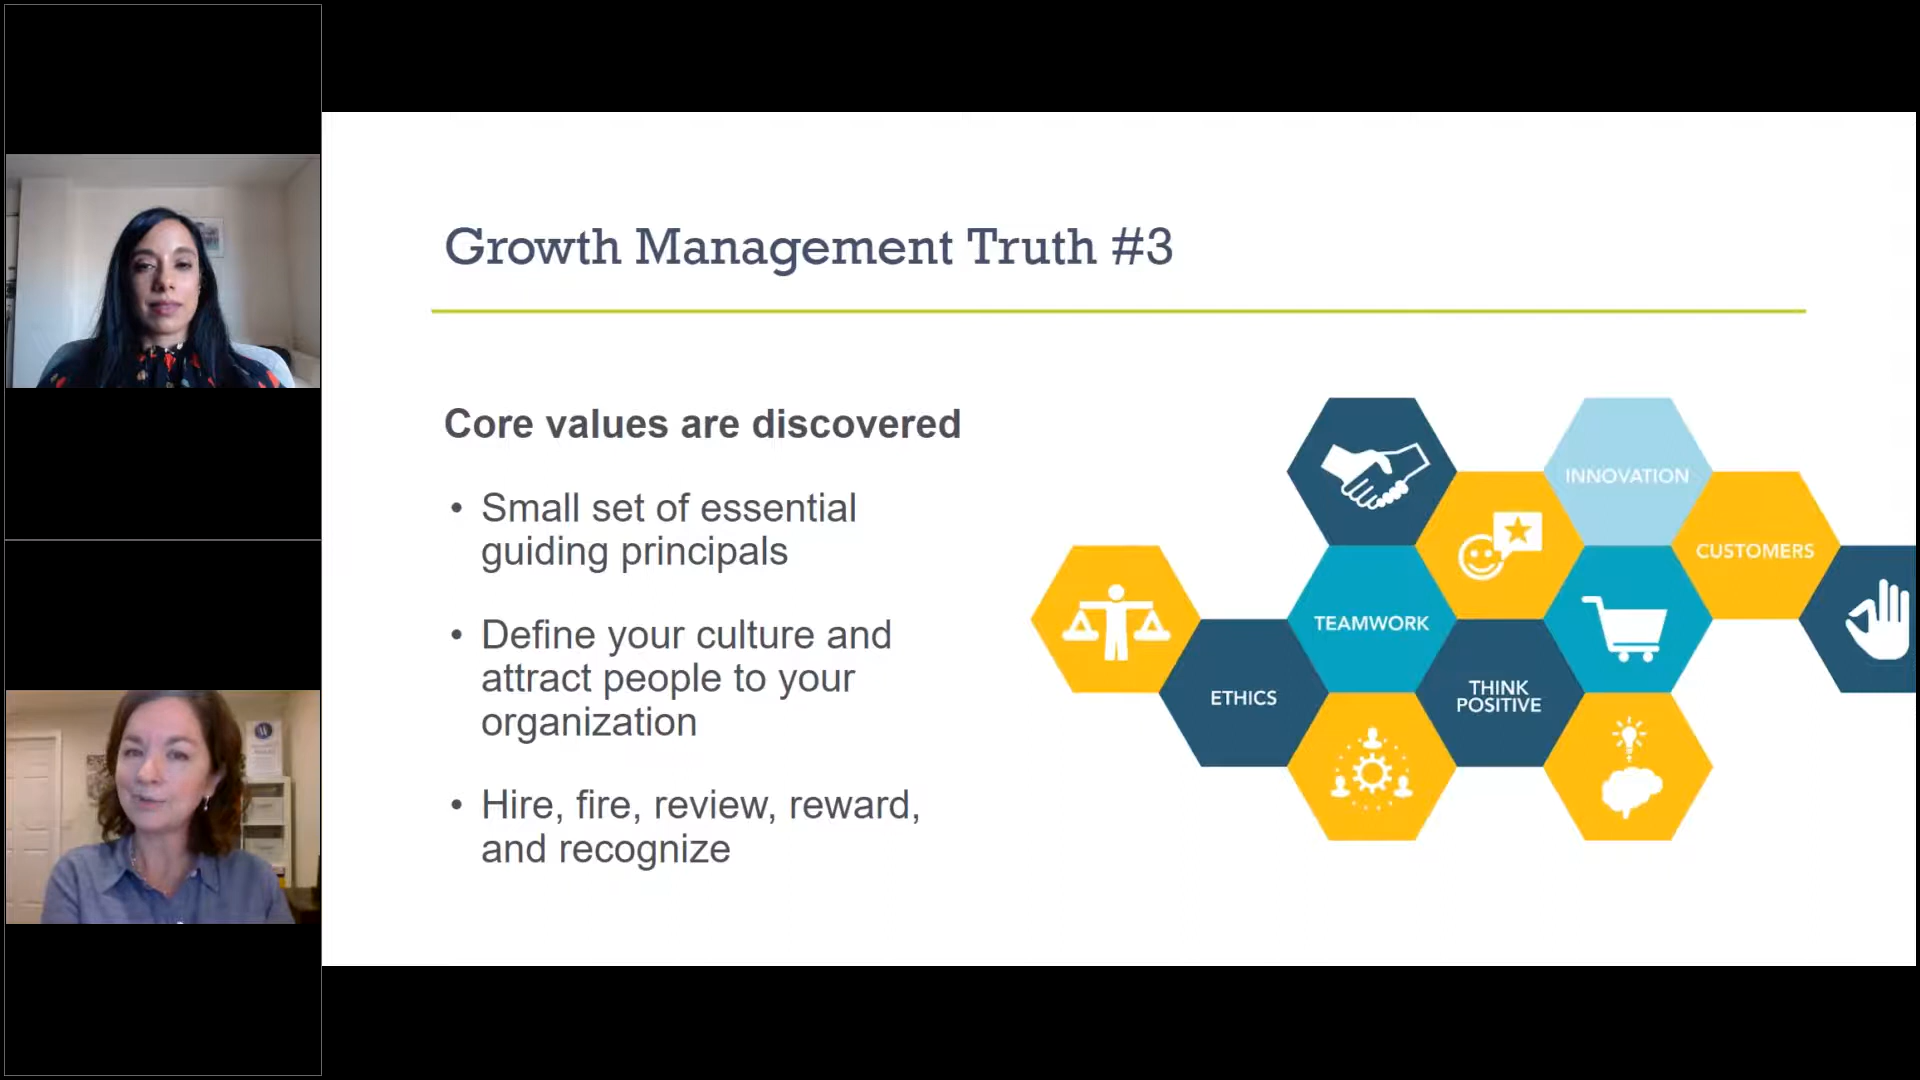 Growth Management Truth #3
Core values are discovered
• Small set of essential
guiding principals
• Define your culture and
attract people to your
organization
• Hire, fire, review, reward,
and recognize
INNOVATION
CUSTOMERS
TEAMWORK
ETHICS
THINK
POSITIVE